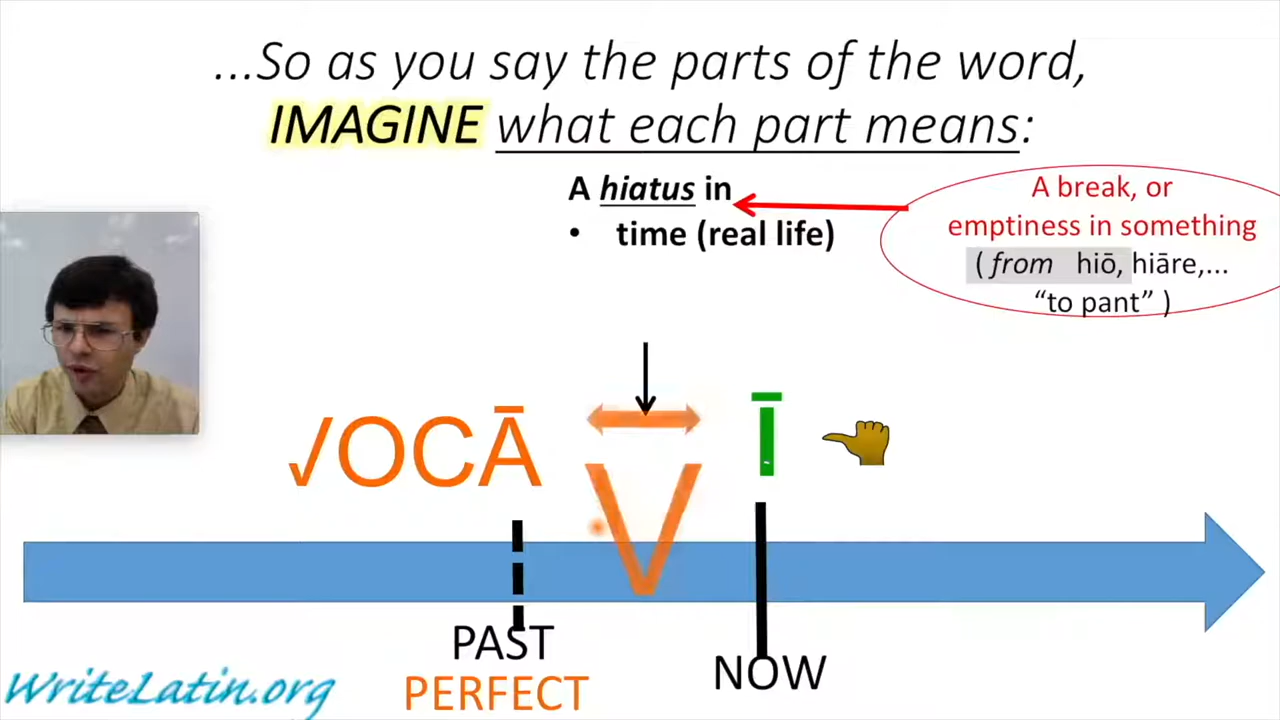 ...So as you say the parts of the word,
IMAGINE what each part means:
A hiatus in
• time (real life)
A break, or
emptiness in something
( from hiō, hiāre,...
“to pant” )
VOCĀ V Ī
PAST
PERFECT
NOW
WriteLatin.org